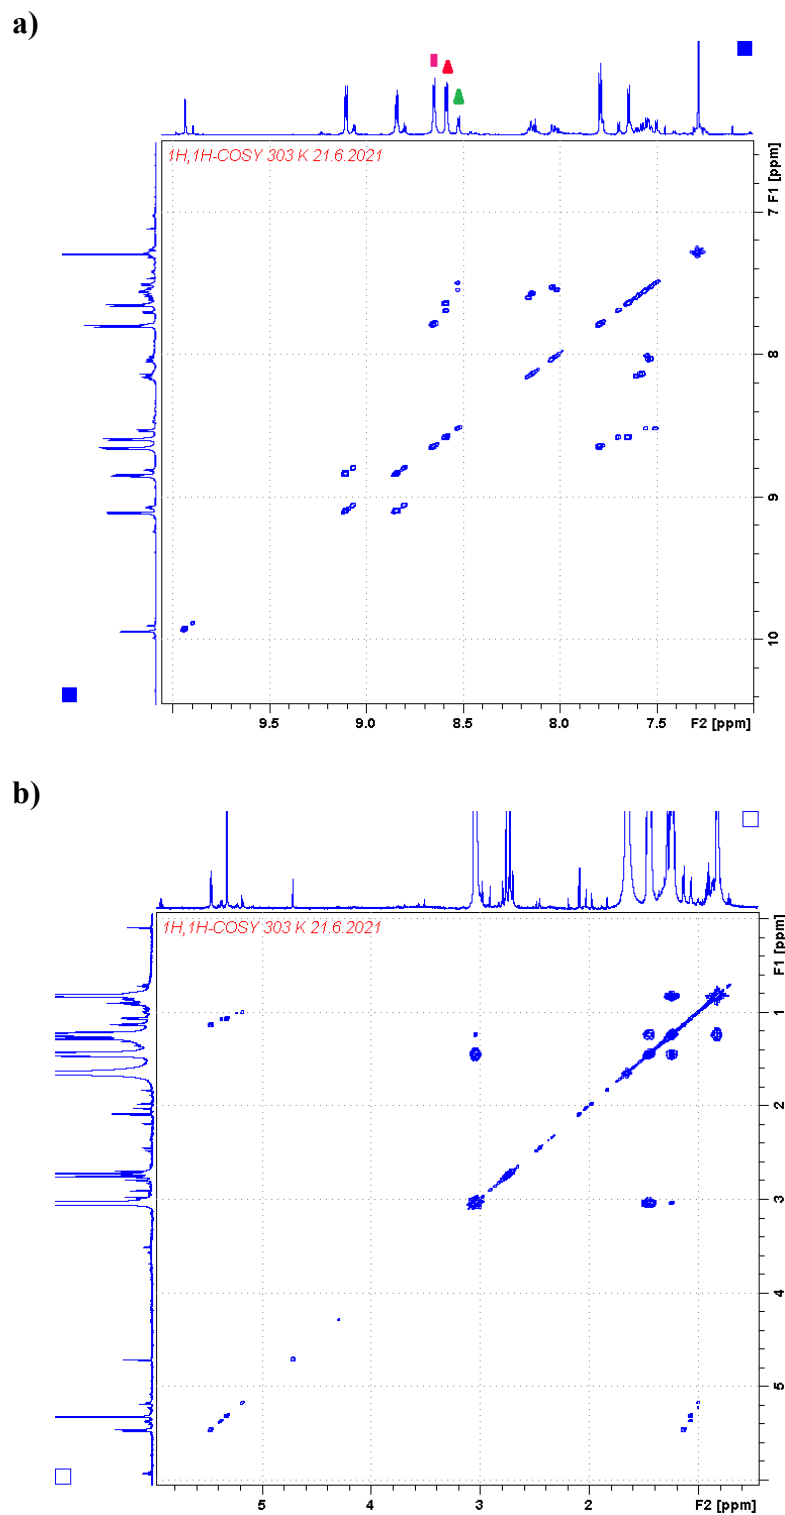 a)
1H,1H-COSY 303 K 21.6.2021
F1 [ppm]
7
8
9
10
9.5 9.0 8.5 8.0 7.5 F2 [ppm]
b)
1H,1H-COSY 303 K 21.6.2021
F1 [ppm]
1
2
3
4
5
5 4 3 2 F2 [ppm]